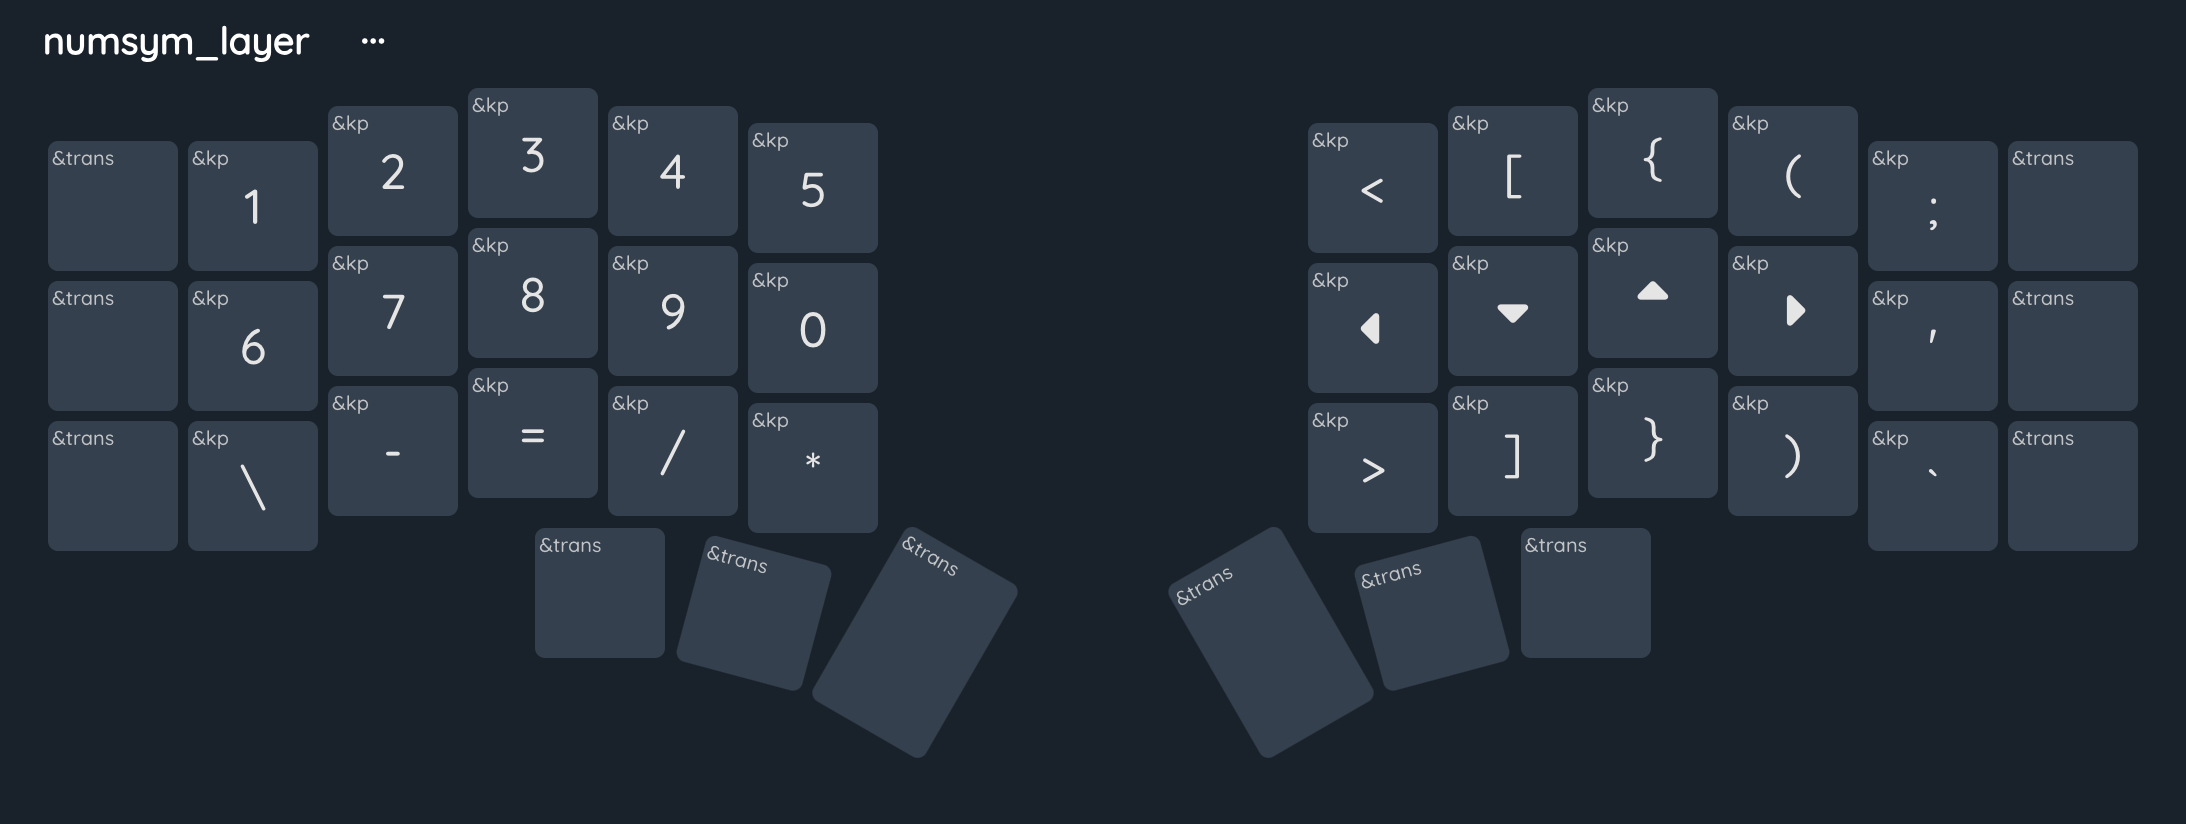 numsym_layer ...
&trans &kp &kp &kp &kp &kp &kp &kp &kp &kp &kp &trans
1 2 3 4 5 < [ { ( ;
&trans &kp &kp &kp &kp &kp &kp &kp &kp &kp &kp &trans
6 7 8 9 0 ◀ ▼ ▲ ▶ '
&trans &kp &kp &kp &kp &kp &kp &kp &kp &kp &kp &trans
\ - = / * > ] } ) `
&trans &trans &trans &trans &trans &trans